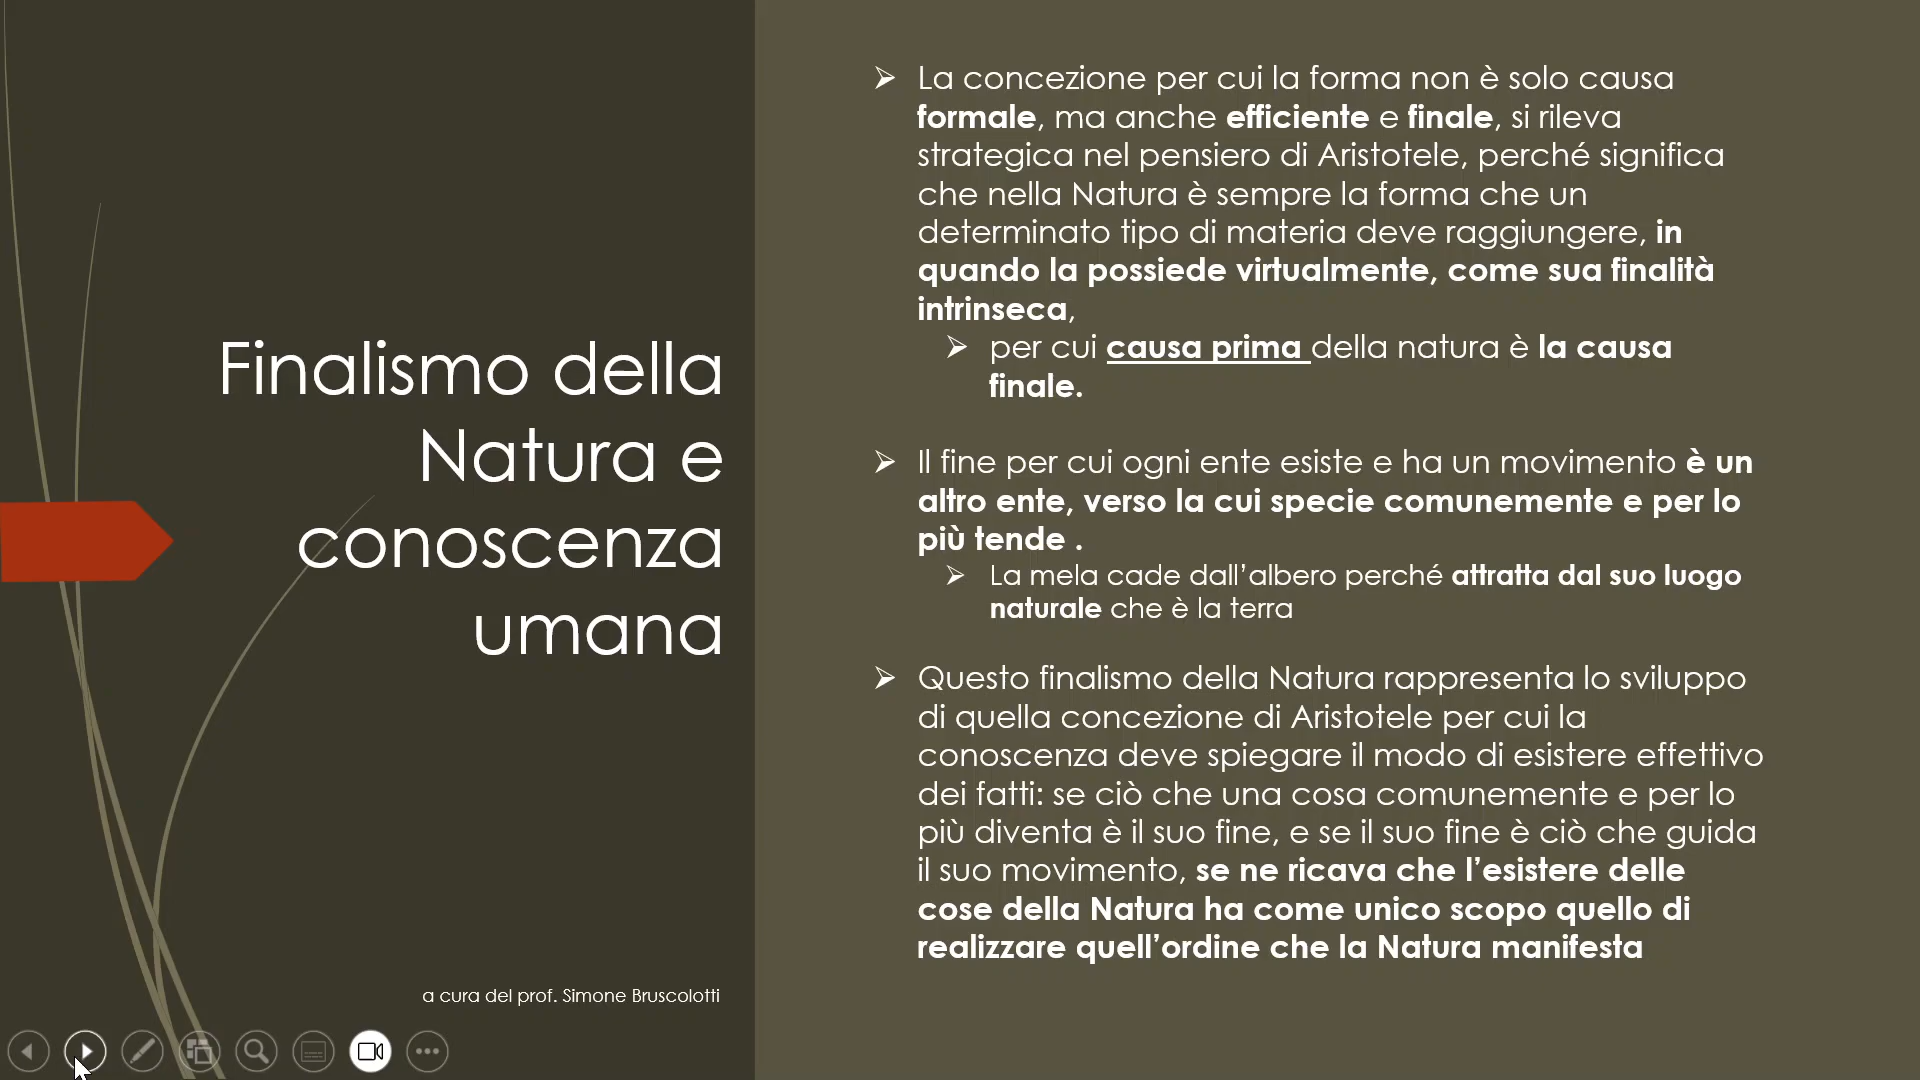 Finalismo della
Natura e
conoscenza
umana
a cura del prof. Simone Bruscolotti
La concezione per cui la forma non è solo causa
formale, ma anche efficiente e finale, si rileva
strategica nel pensiero di Aristotele, perché significa
che nella Natura è sempre la forma che un
determinato tipo di materia deve raggiungere, in
quando la possiede virtualmente, come sua finalità
intrinseca,
per cui causa prima della natura è la causa
finale.
Il fine per cui ogni ente esiste e ha un movimento è un
altro ente, verso la cui specie comunemente e per lo
più tende .
La mela cade dall’albero perché attratta dal suo luogo
naturale che è la terra
Questo finalismo della Natura rappresenta lo sviluppo
di quella concezione di Aristotele per cui la
conoscenza deve spiegare il modo di esistere effettivo
dei fatti: se ciò che una cosa comunemente e per lo
più diventa è il suo fine, e se il suo fine è ciò che guida
il suo movimento, se ne ricava che l’esistere delle
cose della Natura ha come unico scopo quello di
realizzare quell’ordine che la Natura manifesta